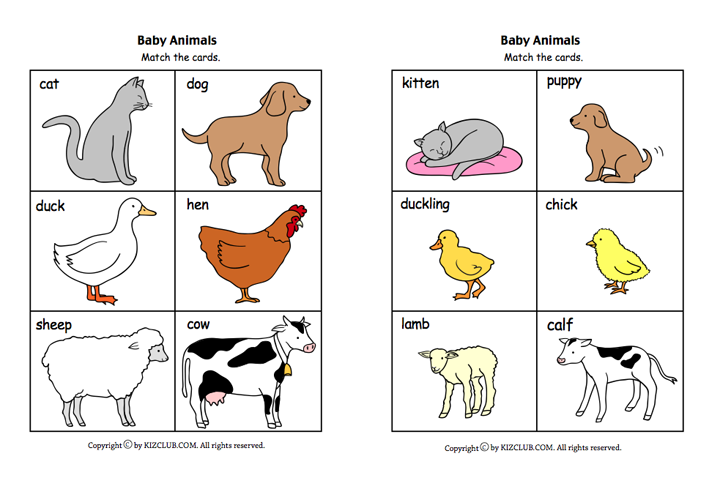 Baby Animals
Match the cards.
cat
dog
duck
hen
sheep
cow
Copyright © by KIZCLUB.COM. All rights reserved.
Baby Animals
Match the cards.
kitten
puppy
duckling
chick
lamb
calf
Copyright © by KIZCLUB.COM. All rights reserved.